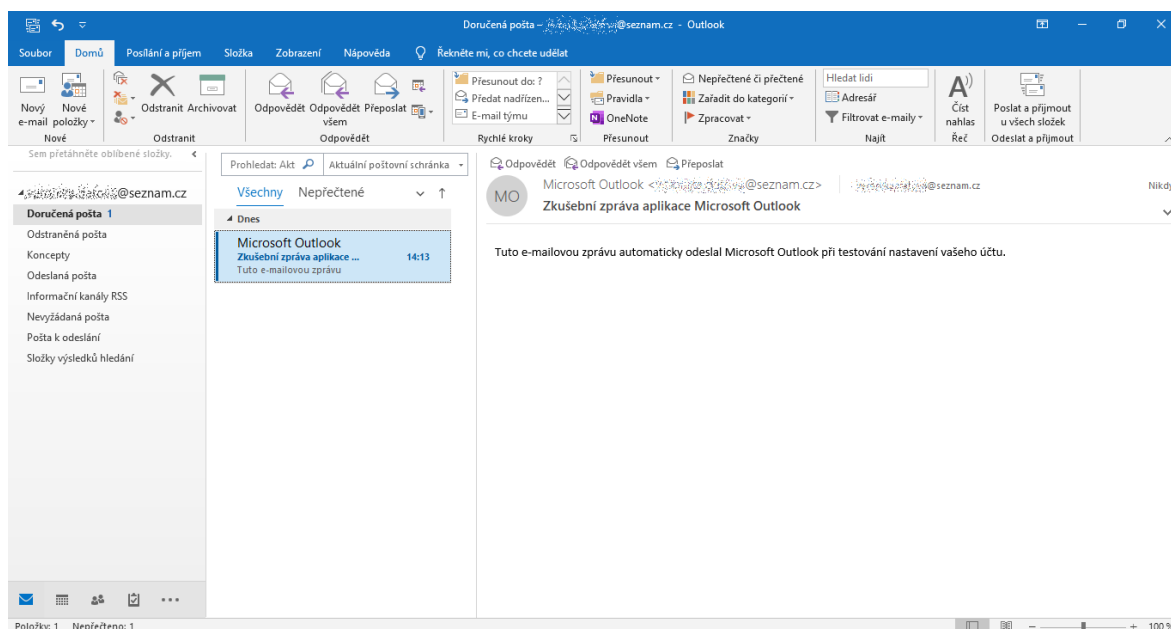 Doručená pošta – @seznam.cz - Outlook
Soubor Domů Posílání a příjem Složka Zobrazení Nápověda Řekněte mi, co chcete udělat
Nový e-mail
Nové položky
Nové
Odstranit
Archivovat
Odstranit
Odpovědět
Odpovědět všem
Přeposlat
Odpovědět
Přesunout do: ?
Předat nadřízen...
E-mail týmu
Rychlé kroky
Přesunout
Pravidla
OneNote
Přesunout
Nepřečtené či přečtené
Zařadit do kategorií
Zpracovat
Značky
Hledat lidi
Adresář
Filtrovat e-maily
Najít
A
Číst nahlas
Řeč
Poslat a přijmout
u všech složek
Odeslat a přijmout
Sem přetáhněte oblíbené složky.
@seznam.cz
Doručená pošta 1
Odstraněná pošta
Koncepty
Odeslaná pošta
Informační kanály RSS
Nevyžádaná pošta
Pošta k odeslání
Složky výsledků hledání
Prohledat: Akt Aktuální poštovní schránka
Všechny Nepřečtené
Dnes
Microsoft Outlook
Zkušební zpráva aplikace ... 14:13
Tuto e-mailovou zprávu
Odpovědět Odpovědět všem Přeposlat
MO
Microsoft Outlook < @seznam.cz> @seznam.cz
Nikdy
Zkušební zpráva aplikace Microsoft Outlook
Tuto e-mailovou zprávu automaticky odeslal Microsoft Outlook při testování nastavení vašeho účtu.
Položky: 1 Nepřečteno: 1
100 %